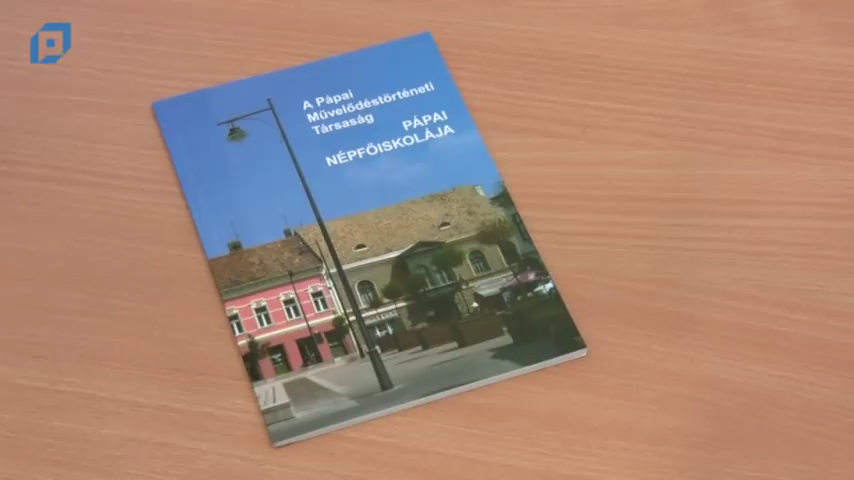 A Pápai
Művelődéstörténeti
Társaság
PÁPAI
NÉPFŐISKOLÁJA